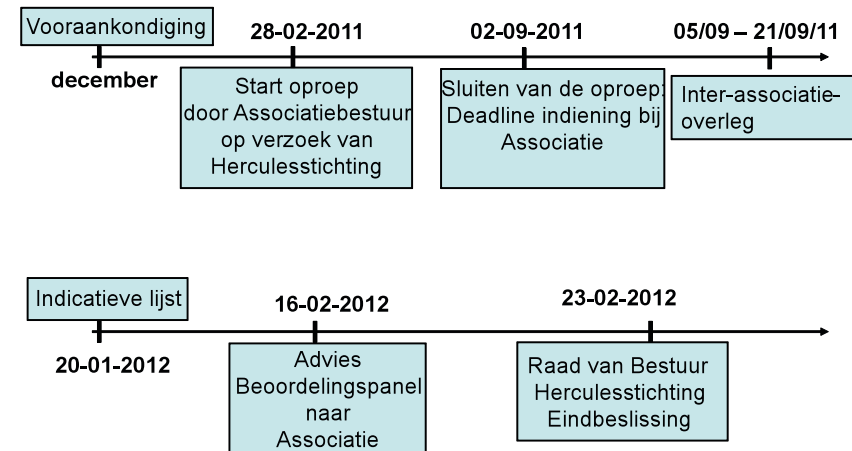 Vooraankondiging
december
28-02-2011
Start oproep
door Associatiebestuur
op verzoek van
Herculesstichting
02-09-2011
Sluiten van de oproep:
Deadline indiening bij
Associatie
05/09 – 21/09/11
Inter-associatie-
overleg
Indicatieve lijst
20-01-2012
16-02-2012
Advies
Beoordelingspanel
naar
Associatie
23-02-2012
Raad van Bestuur
Herculesstichting
Eindbeslissing